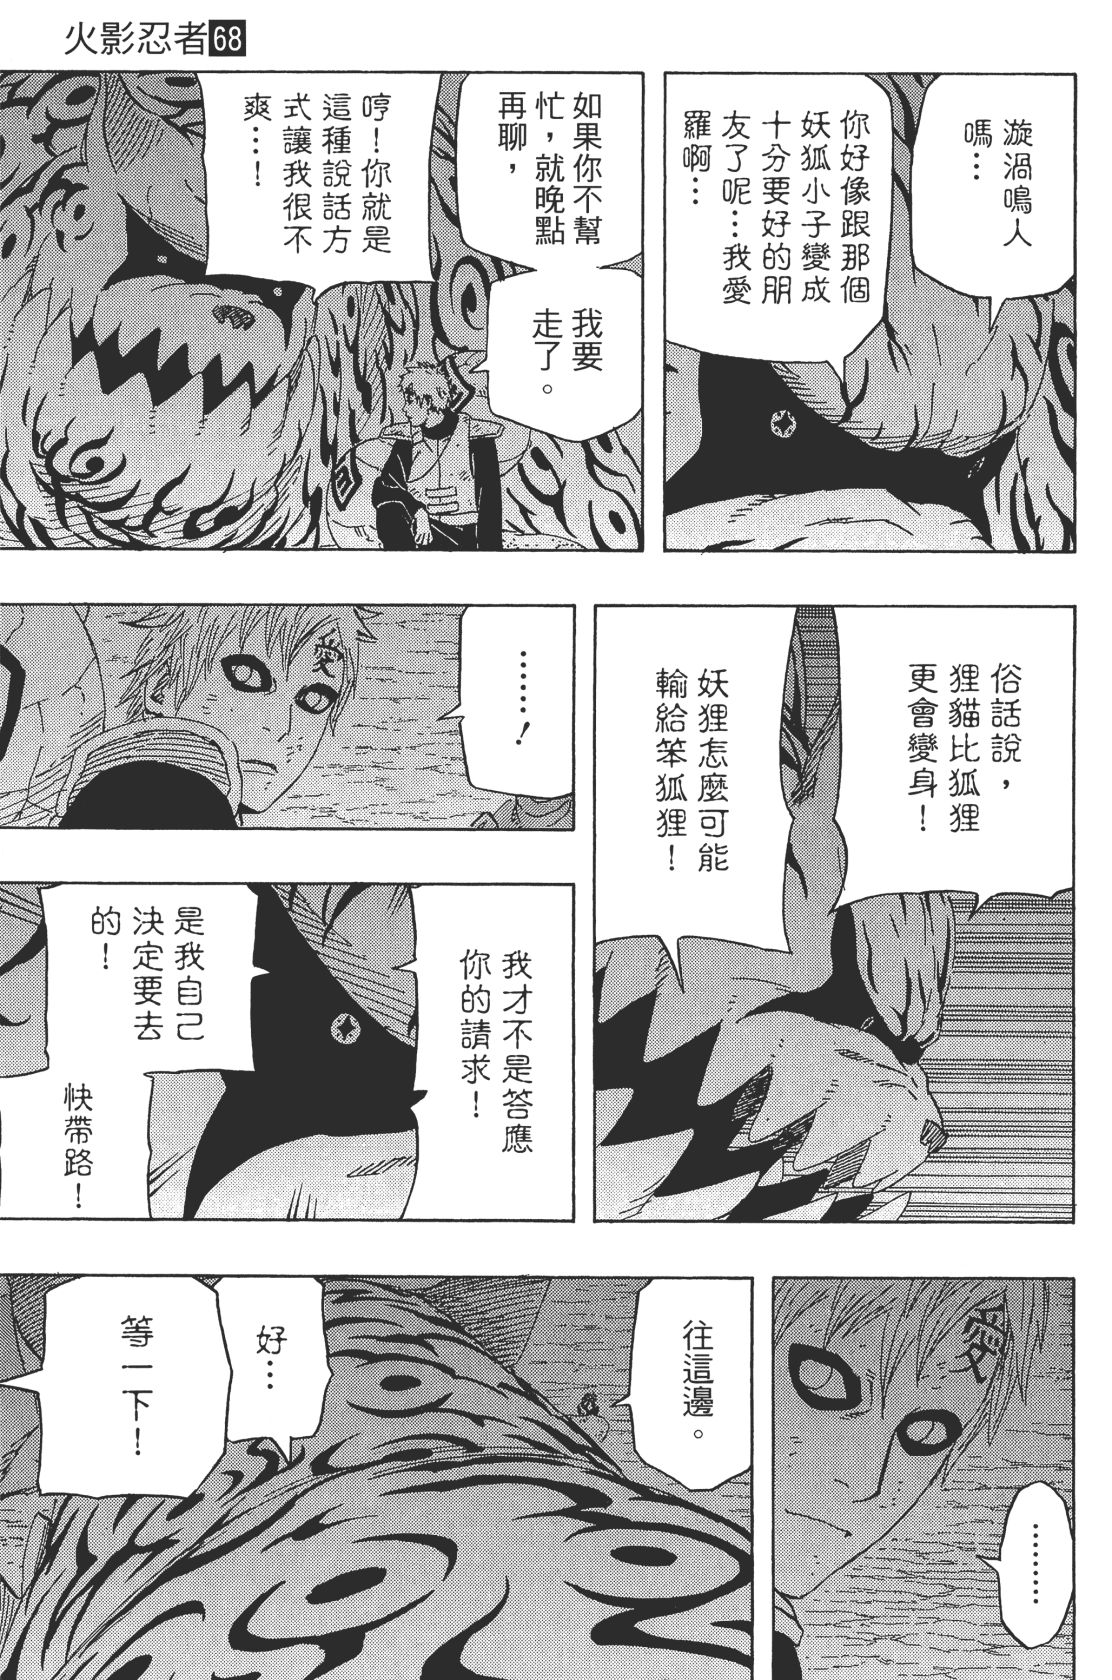 火影忍者68
漩渦鳴人
嗎…
你好像跟那個
妖狐小子變成
十分要好的朋
友了呢…我愛
羅啊…
如果你不幫
忙，就晚點
再聊，
我要
走了。
哼！你就是
這種說話方
式讓我很不
爽…！
俗話說，
狸貓比狐狸
更會變身！
妖狸怎麼可能
輸給笨狐狸！
……！
我才不是答應
你的請求！
是我自己
決定要去
的！
快帶路！
愛
愛
………
往這邊。
好…
等一下！